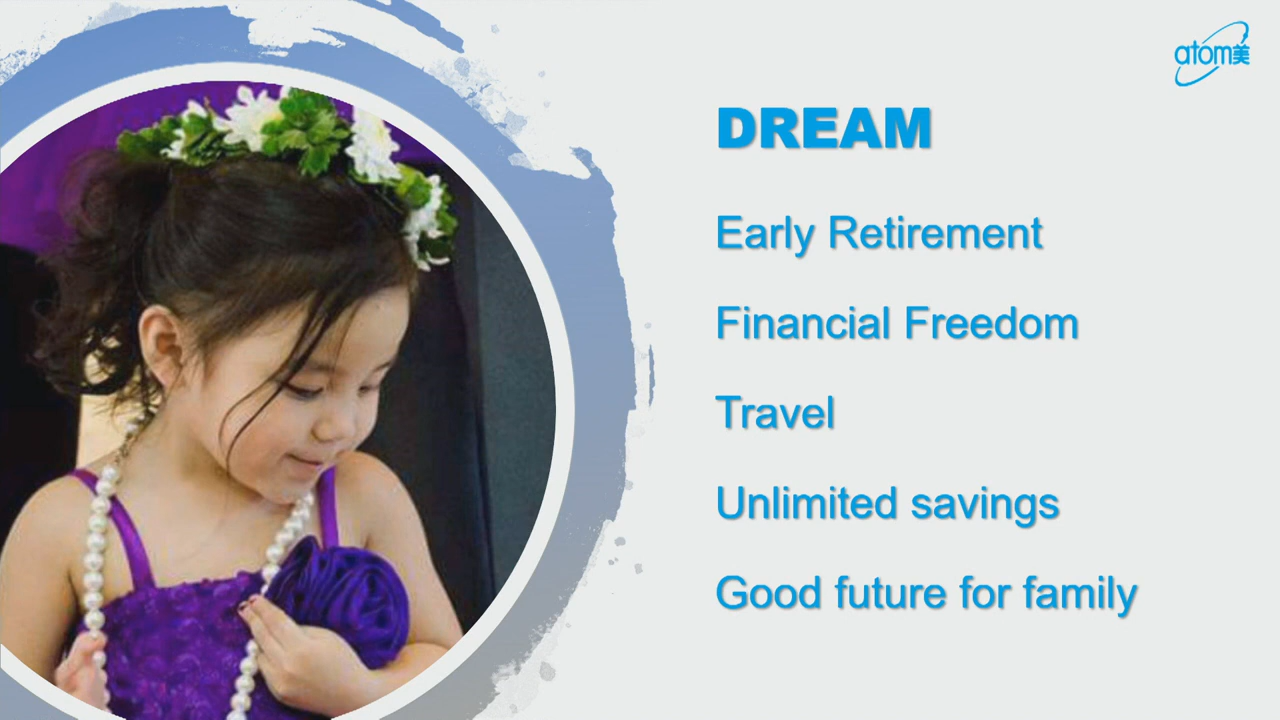 atom美
DREAM
Early Retirement
Financial Freedom
Travel
Unlimited savings
Good future for family